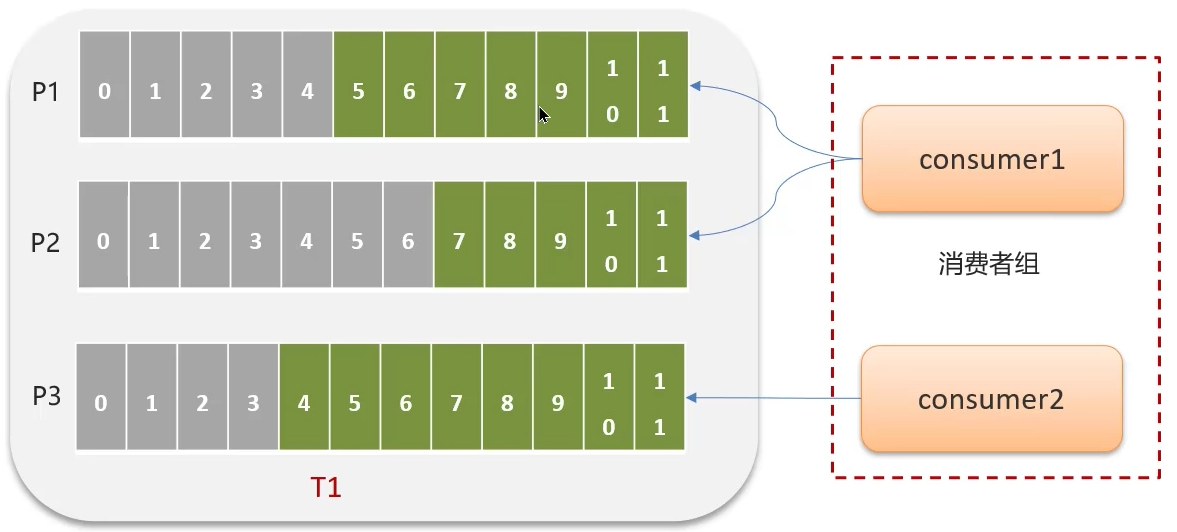 P1 0 1 2 3 4 5 6 7 8 9 10 11
consumer1
P2 0 1 2 3 4 5 6 7 8 9 10 11
消费者组
P3 0 1 2 3 4 5 6 7 8 9 10 11
consumer2
T1